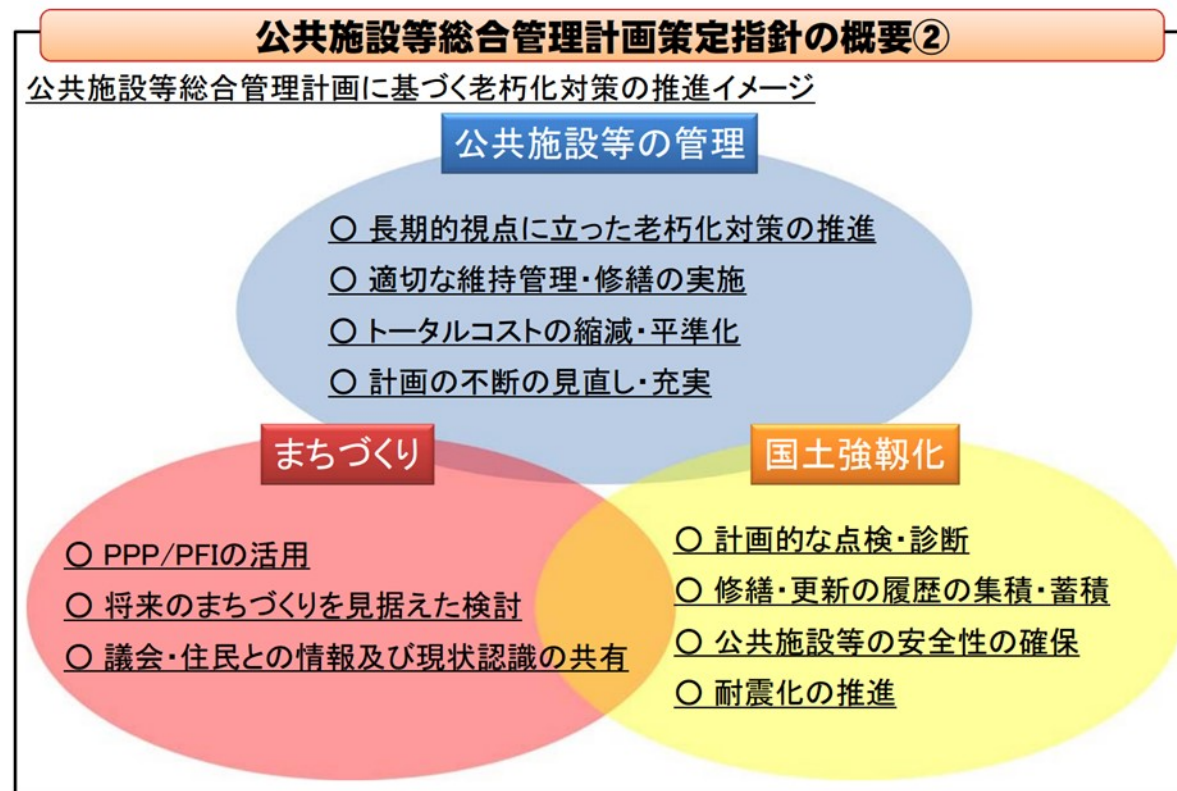 公共施設等総合管理計画策定指針の概要②
公共施設等総合管理計画に基づく老朽化対策の推進イメージ
公共施設等の管理
〇 長期的視点に立った老朽化対策の推進
〇 適切な維持管理・修繕の実施
〇 トータルコストの縮減・平準化
〇 計画の不断の見直し・充実
まちづくり
〇 PPP/PFIの活用
〇 将来のまちづくりを見据えた検討
〇 議会・住民との情報及び現状認識の共有
国土強靱化
〇 計画的な点検・診断
〇 修繕・更新の履歴の集積・蓄積
〇 公共施設等の安全性の確保
〇 耐震化の推進